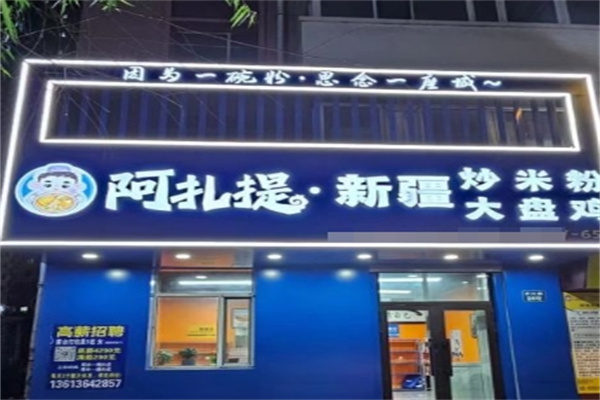 因为一碗粉·思念一座城~
阿扎提·新疆
炒米粉
大盘鸡
高薪招聘
13613642857